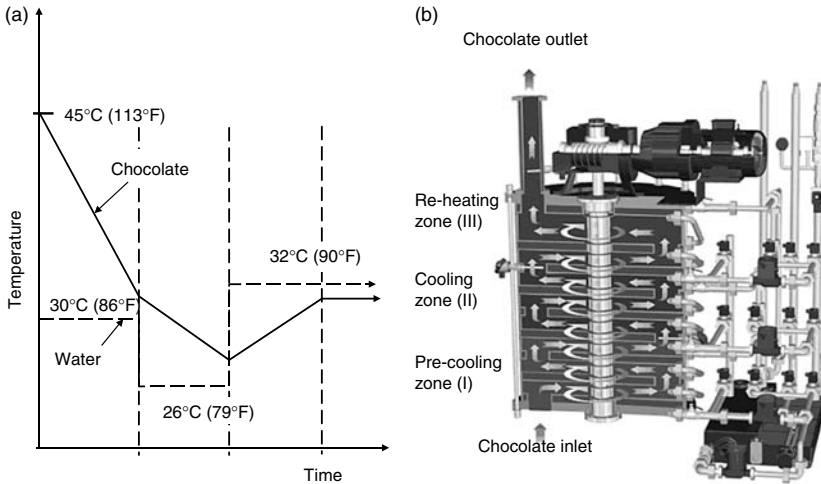 (a)
45°C (113°F)
Chocolate
Temperature
32°C (90°F)
30°C (86°F)
Water
26°C (79°F)
Time
(b)
Chocolate outlet
Re-heating
zone (III)
Cooling
zone (II)
Pre-cooling
zone (I)
Chocolate inlet